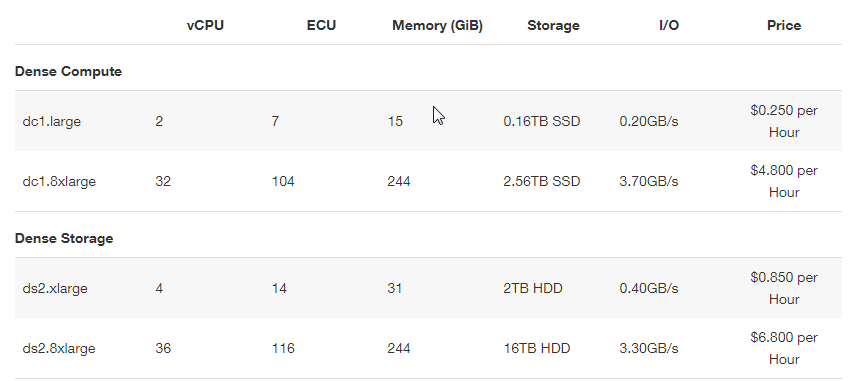 vCPU ECU Memory (GiB) Storage I/O Price
Dense Compute
dc1.large 2 7 15 0.16TB SSD 0.20GB/s $0.250 per Hour
dc1.8xlarge 32 104 244 2.56TB SSD 3.70GB/s $4.800 per Hour
Dense Storage
ds2.xlarge 4 14 31 2TB HDD 0.40GB/s $0.850 per Hour
ds2.8xlarge 36 116 244 16TB HDD 3.30GB/s $6.800 per Hour